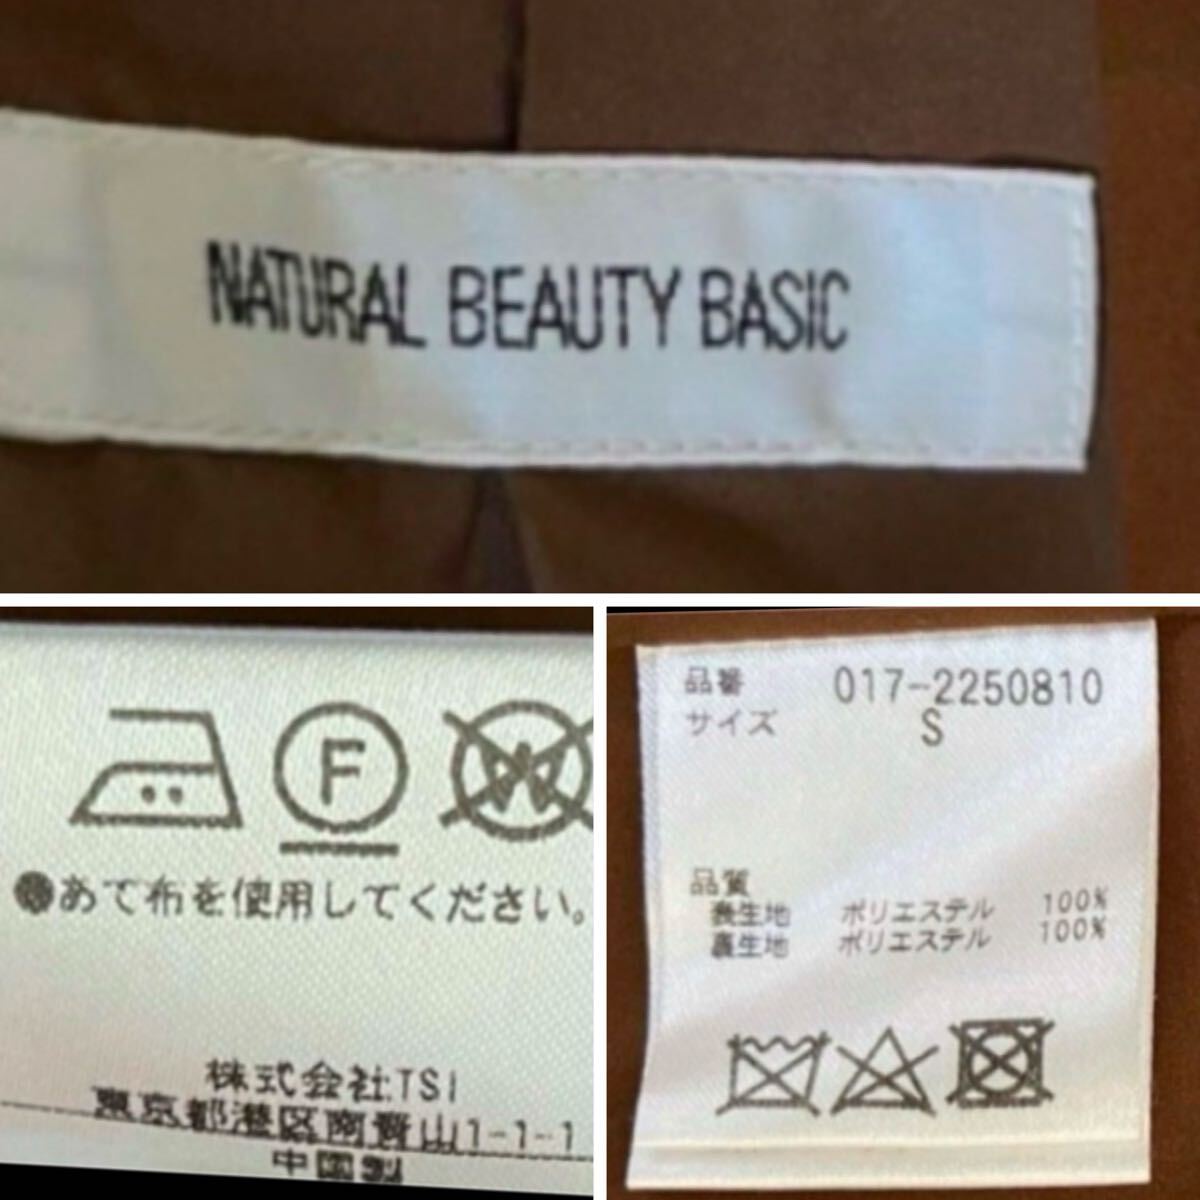 NATURAL BEAUTY BASIC
F
W
●あて布を使用してください。
株式会社TSI
東京都港区南青山1-1-1
中国製
品番 017-2250810
サイズ S
品質
表生地 ポリエステル 100%
裏生地 ポリエステル 100%